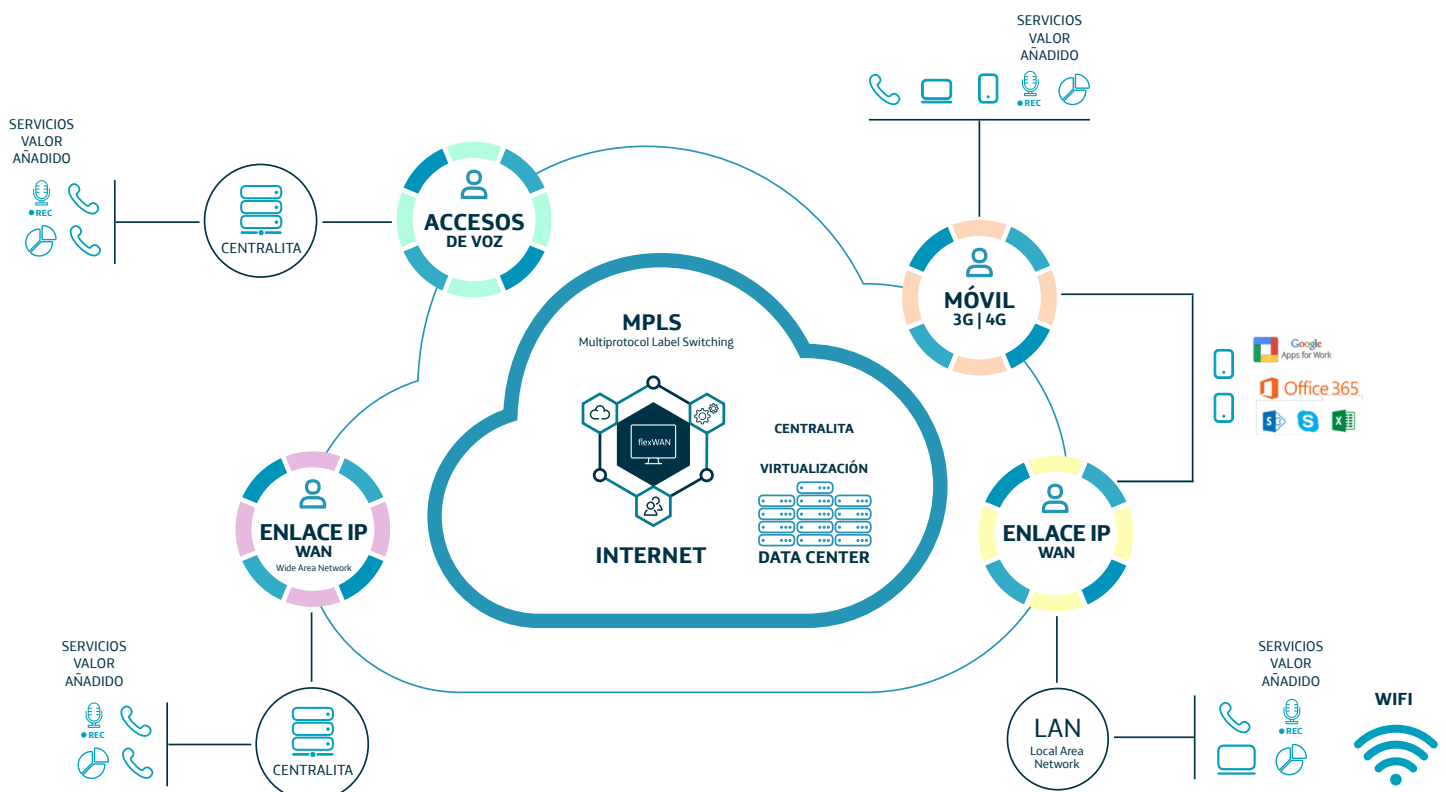 SERVICIOS
VALOR
AÑADIDO
REC
SERVICIOS
VALOR
AÑADIDO
REC
CENTRALITA
ACCESOS
DE VOZ
MÓVIL
3G | 4G
MPLS
Multiprotocol Label Switching
flexWAN
CENTRALITA
VIRTUALIZACIÓN
INTERNET
DATA CENTER
Google
Apps for Work
Office 365
S
S
X
ENLACE IP
WAN
Wide Area Network
ENLACE IP
WAN
SERVICIOS
VALOR
AÑADIDO
REC
CENTRALITA
LAN
Local Area
Network
SERVICIOS
VALOR
AÑADIDO
REC
WIFI